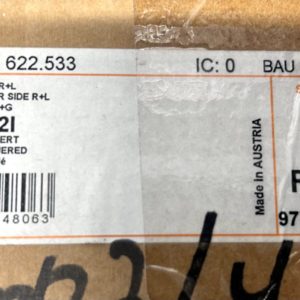 622.533 IC: 0 BAU
R+L
R SIDE R+L
+G
2I
ERT
ERED
48063
Made in AUSTRIA
97